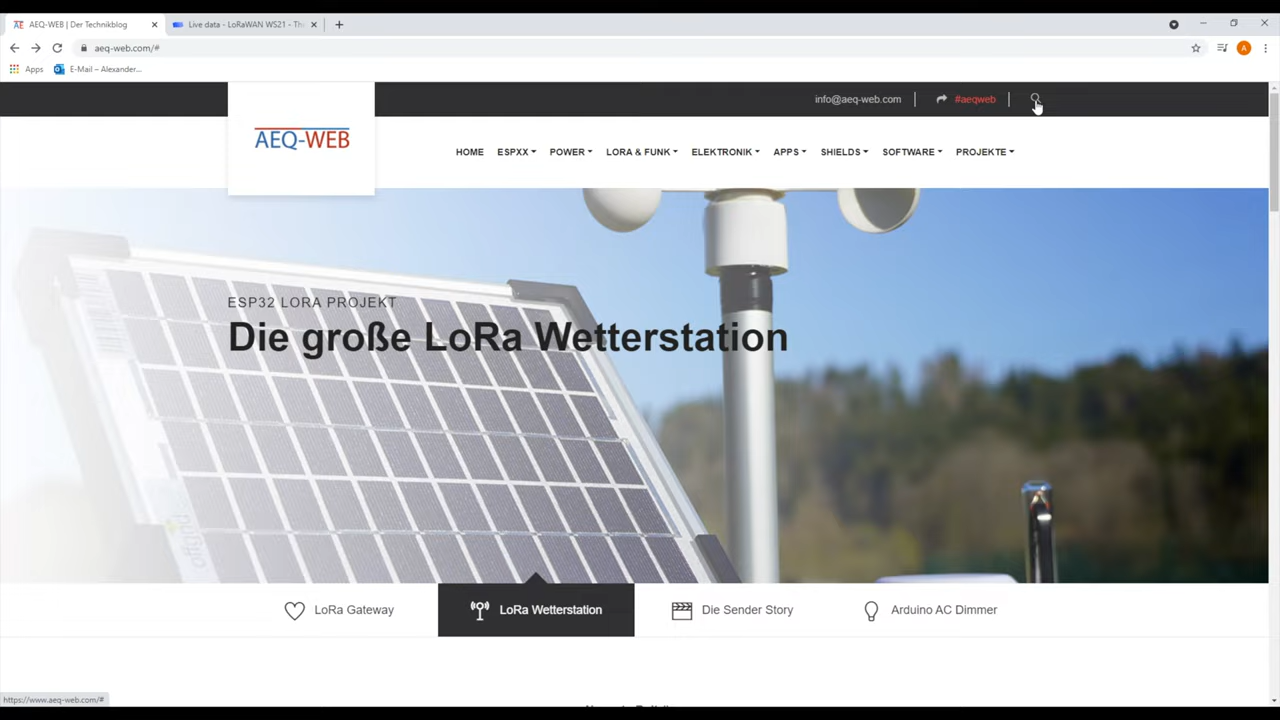 AEQ-WEB | Der Technikblog
Live data - LoRaWAN WS21 - Th
aeq-web.com/#
A
Apps
E-Mail – Alexander...
info@aeq-web.com
#aeqweb
AEQ-WEB
HOME ESPXX POWER LORA & FUNK ELEKTRONIK APPS SHIELDS SOFTWARE PROJEKTE
ESP32 LORA PROJEKT
Die große LoRa Wetterstation
LoRa Gateway
LoRa Wetterstation
Die Sender Story
Arduino AC Dimmer
https://www.aeq-web.com/#